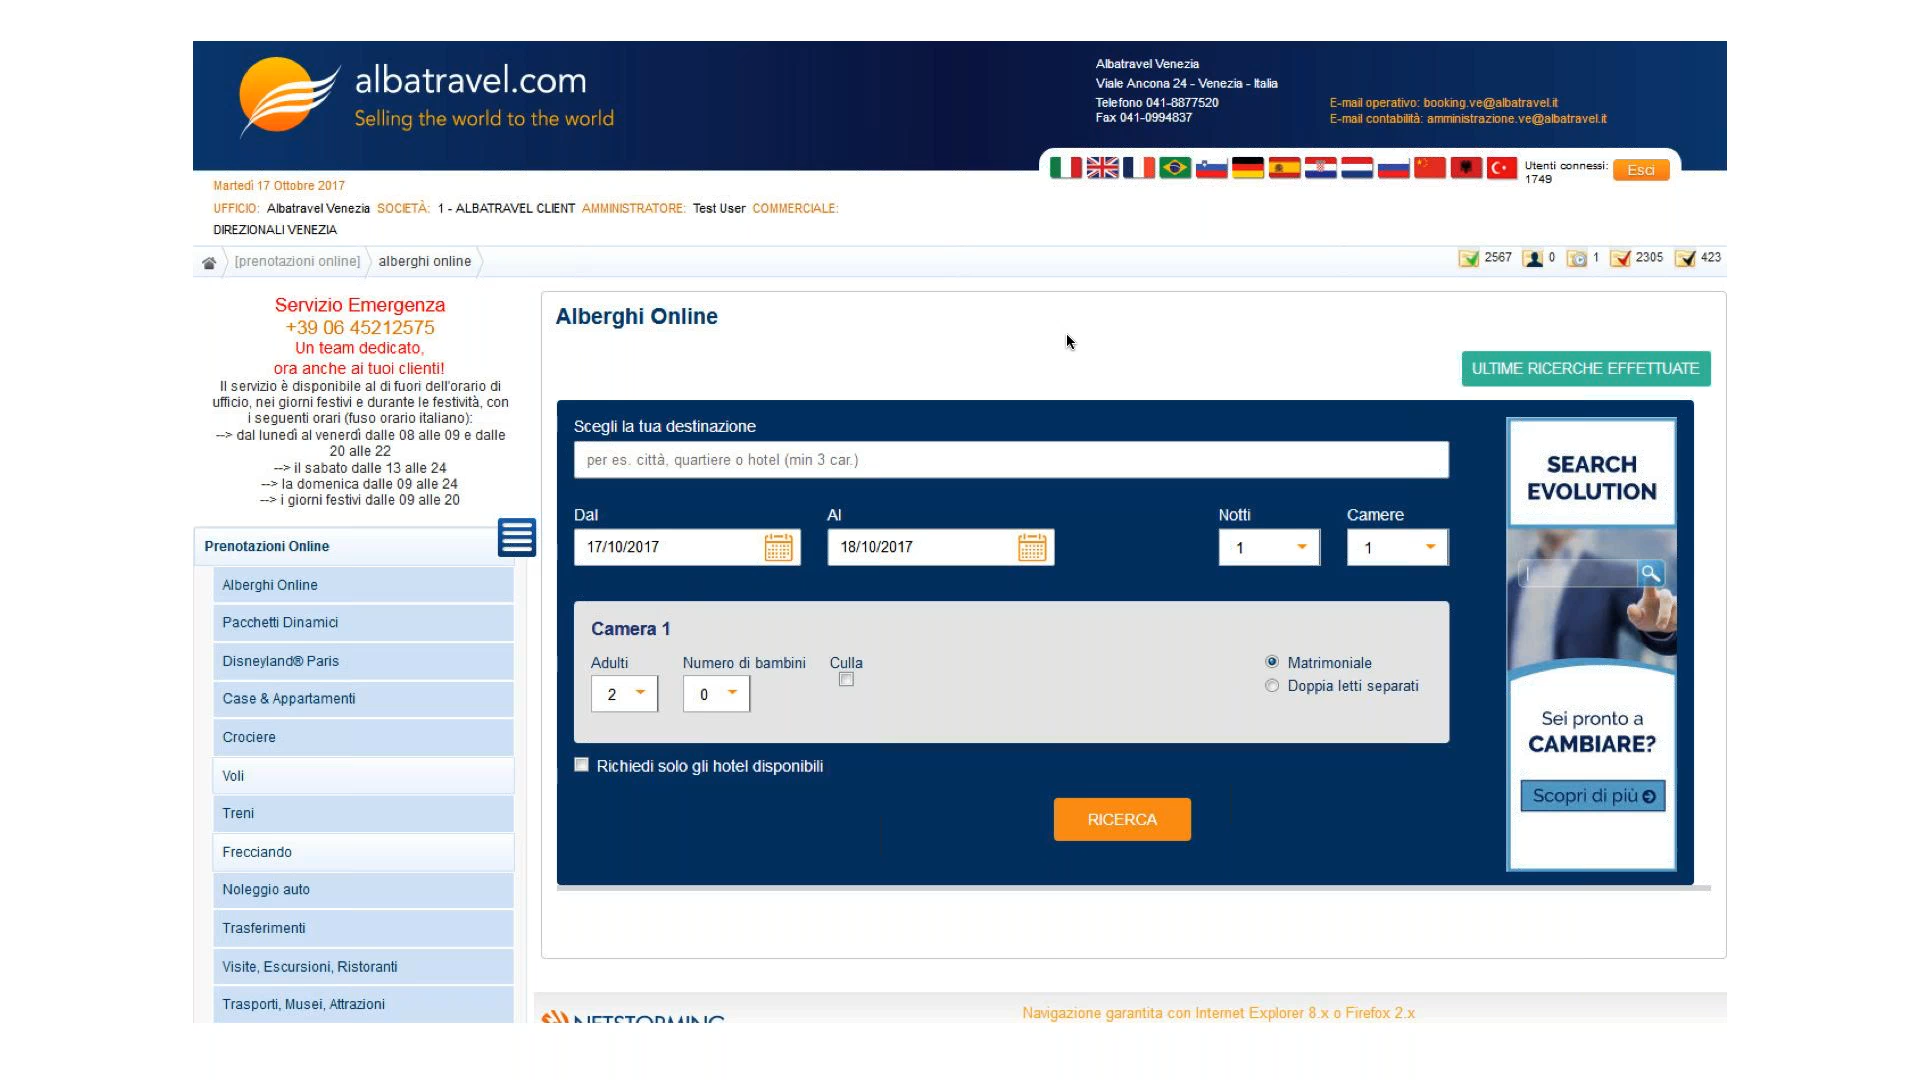 albatravel.com
Selling the world to the world
Albatravel Venezia
Viale Ancona 24 - Venezia - Italia
Telefono 041-8877520
Fax 041-0994837
E-mail operativo: booking.ve@albatravel.it
E-mail contabilità: amministrazione.ve@albatravel.it
Utenti connessi:
1749
Esci
Martedì 17 Ottobre 2017
UFFICIO: Albatravel Venezia SOCIETÀ: 1 - ALBATRAVEL CLIENT AMMINISTRATORE: Test User COMMERCIALE:
DIREZIONALI VENEZIA
[prenotazioni online] alberghi online
2567 0 1 2305 423
Servizio Emergenza
+39 06 45212575
Un team dedicato,
ora anche ai tuoi clienti!
Il servizio è disponibile al di fuori dell'orario di
ufficio, nei giorni festivi e durante le festività, con
i seguenti orari (fuso orario italiano):
--> dal lunedì al venerdì dalle 08 alle 09 e dalle
20 alle 22
--> il sabato dalle 13 alle 24
--> la domenica dalle 09 alle 24
--> i giorni festivi dalle 09 alle 20
Prenotazioni Online
Alberghi Online
Pacchetti Dinamici
Disneyland® Paris
Case & Appartamenti
Crociere
Voli
Treni
Frecciando
Noleggio auto
Trasferimenti
Visite, Escursioni, Ristoranti
Trasporti, Musei, Attrazioni
Alberghi Online
ULTIME RICERCHE EFFETTUATE
Scegli la tua destinazione
per es. città, quartiere o hotel (min 3 car.)
Dal Al Notti Camere
17/10/2017 18/10/2017 1 1
Camera 1
Adulti Numero di bambini Culla
2 0
Matrimoniale
Doppia letti separati
Richiedi solo gli hotel disponibili
RICERCA
SEARCH
EVOLUTION
Sei pronto a
CAMBIARE?
Scopri di più
NETSTORMING
Navigazione garantita con Internet Explorer 8.x o Firefox 2.x